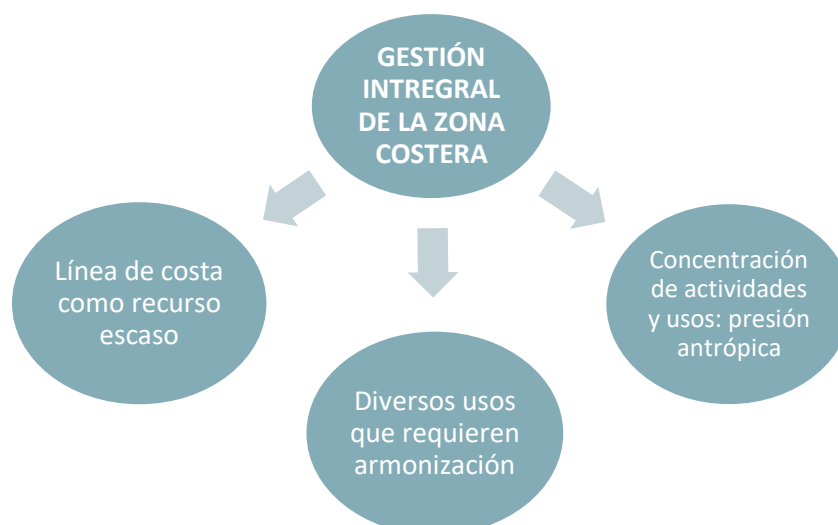 GESTIÓN
INTREGRAL
DE LA ZONA
COSTERA
Línea de costa
como recurso
escaso
Diversos usos
que requieren
armonización
Concentración
de actividades
y usos: presión
antrópica